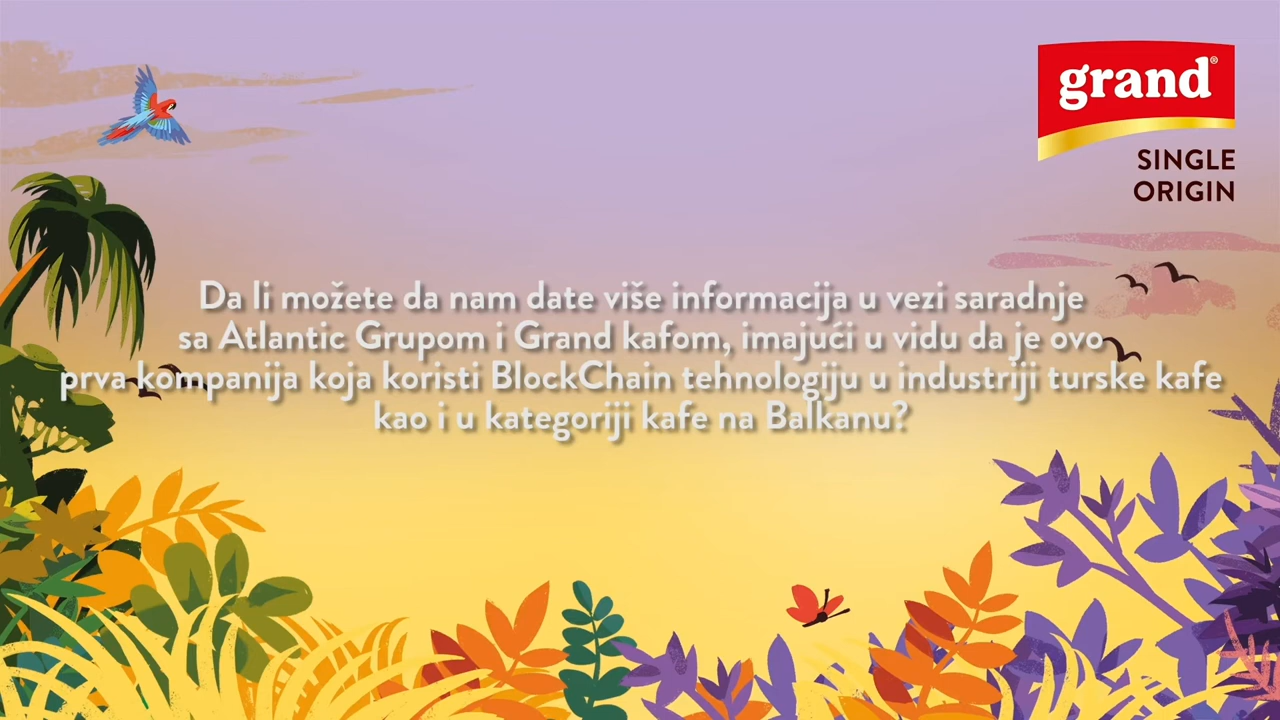 grand®
SINGLE
ORIGIN
Da li možete da nam date više informacija u vezi saradnje
sa Atlantic Grupom i Grand kafom, imajući u vidu da je ovo
prva kompanija koja koristi BlockChain tehnologiju u industriji turske kafe
kao i u kategoriji kafe na Balkanu?